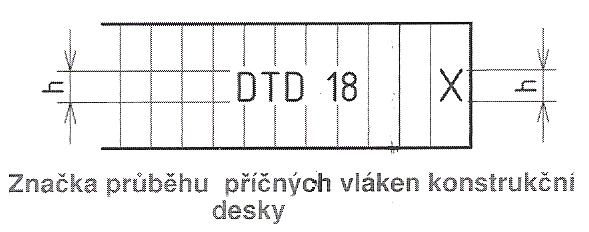 h DTD 18 X h
Značka průběhu příčných vláken konstrukční
desky